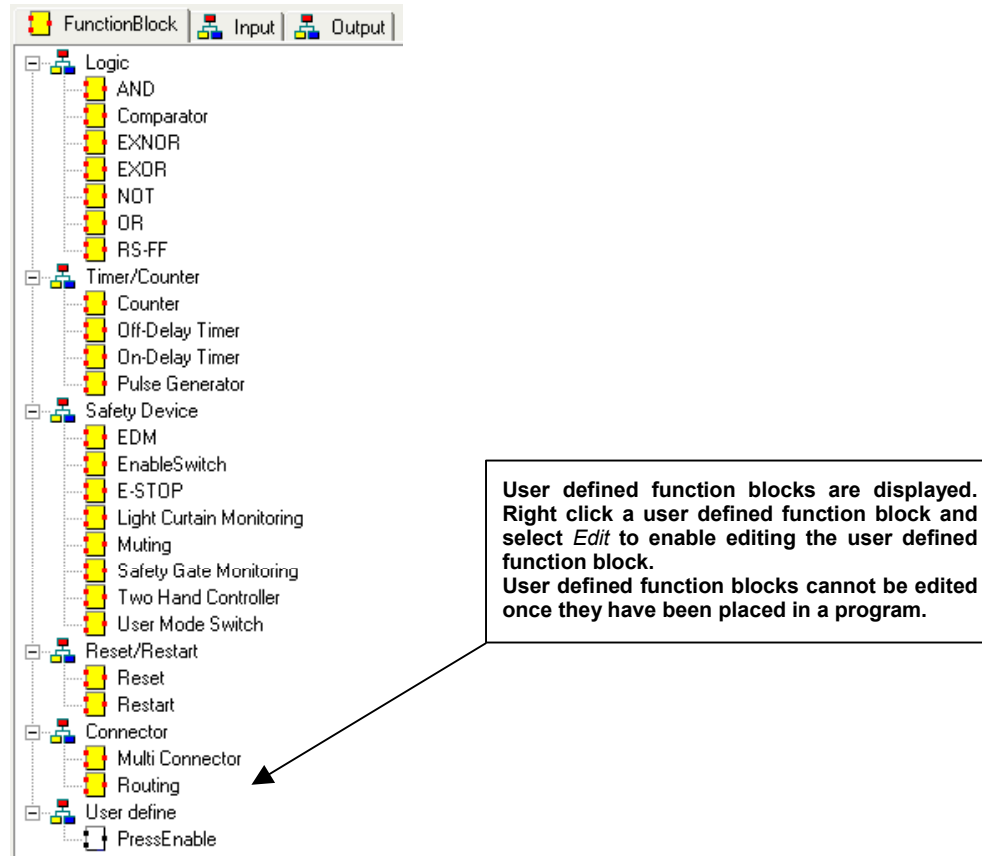 FunctionBlock Input Output
Logic
AND
Comparator
EXNOR
EXOR
NOT
OR
RS-FF
Timer/Counter
Counter
Off-Delay Timer
On-Delay Timer
Pulse Generator
Safety Device
EDM
EnableSwitch
E-STOP
Light Curtain Monitoring
Muting
Safety Gate Monitoring
Two Hand Controller
User Mode Switch
Reset/Restart
Reset
Restart
Connector
Multi Connector
Routing
User define
PressEnable
User defined function blocks are displayed.
Right click a user defined function block and
select Edit to enable editing the user defined
function block.
User defined function blocks cannot be edited
once they have been placed in a program.